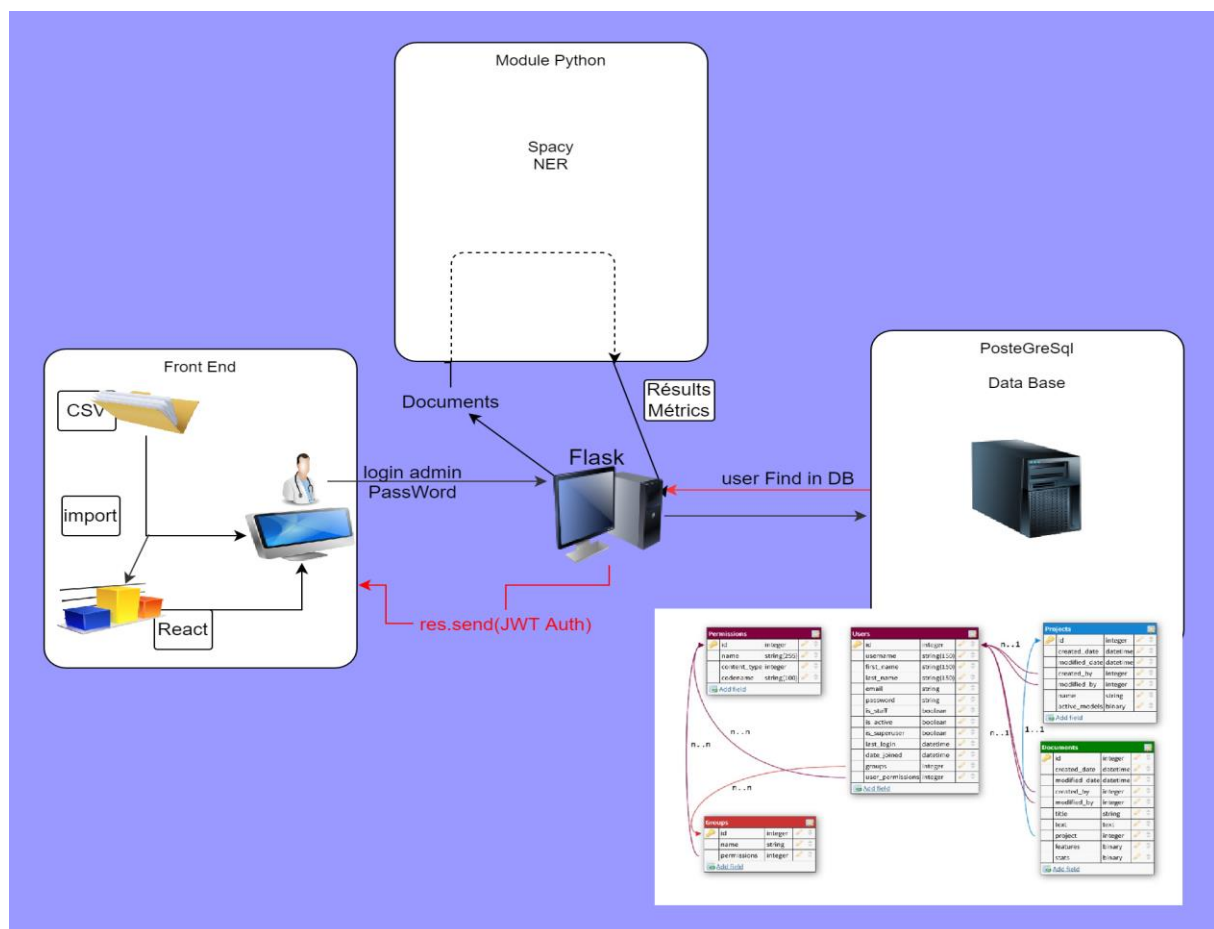 Module Python
Spacy
NER
Front End
CSV
import
React
login admin
PassWord
Documents
Résults
Métrics
Flask
user Find in DB
res.send(JWT Auth)
PosteGreSql
Data Base
Permissions
id integer
name string(255)
content_type integer
codename string(100)
Add field
Users
id integer
username string(150)
first_name string(150)
last_name string(150)
email string
password string
is_staff boolean
is_active boolean
is_superuser boolean
last_login datetime
date_joined datetime
groups integer
user_permissions integer
Add field
Projects
id integer
created_date datetime
modified_date datetime
created_by integer
modified_by integer
name string
active_models binary
Add field
Documents
id integer
created_date datetime
modified_date datetime
created_by integer
modified_by integer
title string
text text
project integer
features binary
stats binary
Add field
Groups
id integer
name string
permissions integer
Add field
n..n
n..n
n..n
n..1
n..1
1..1